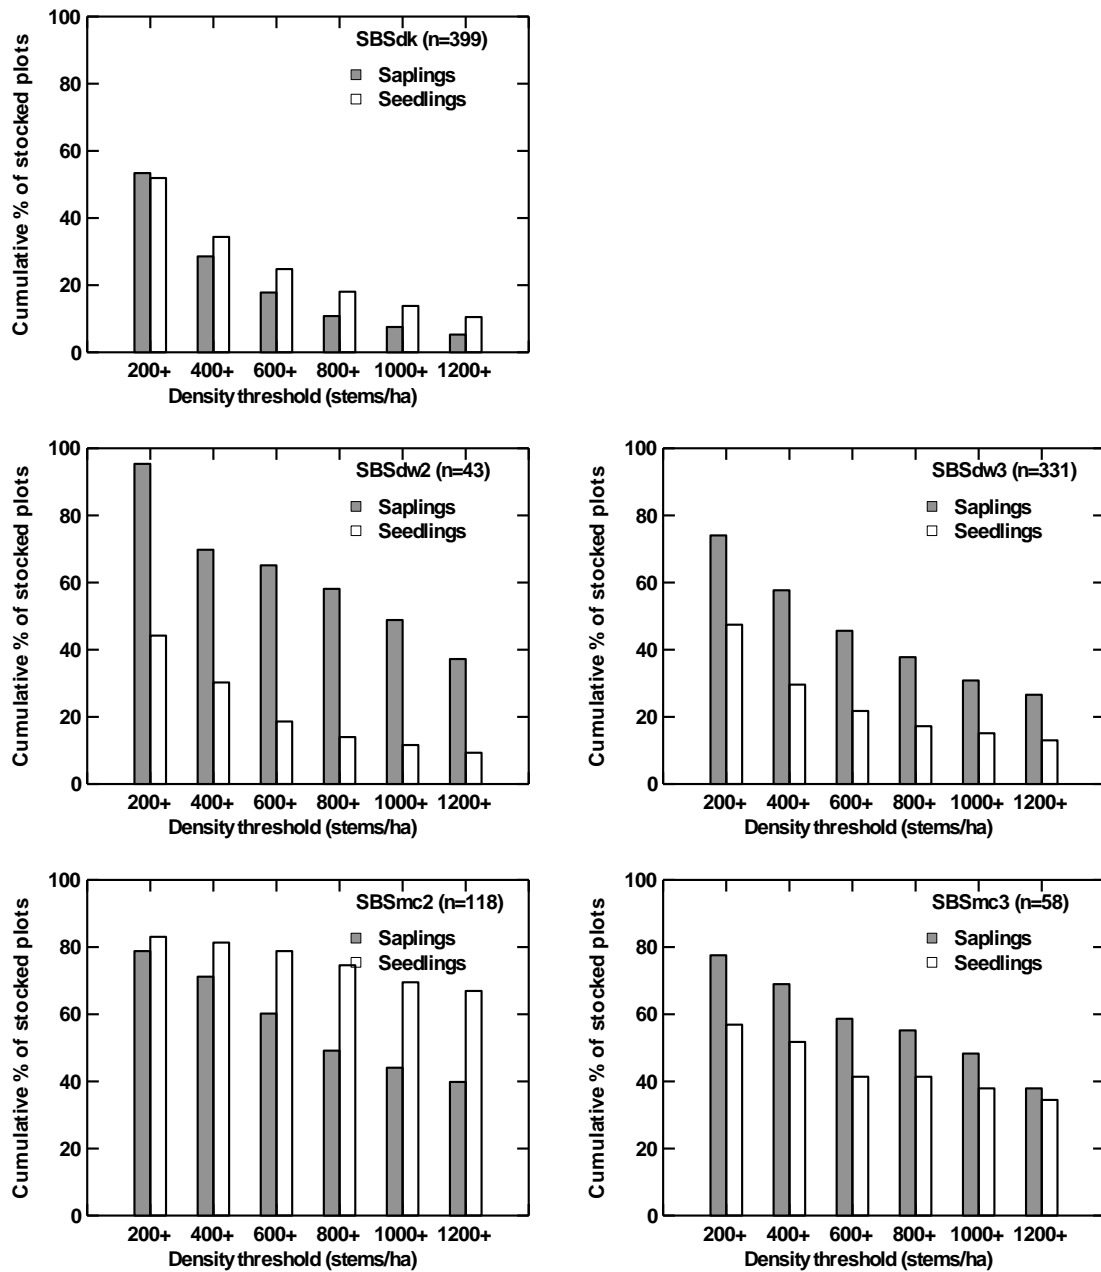 SBSdk (n=399)
Saplings
Seedlings
Cumulative % of stocked plots
100
80
60
40
20
0
200+ 400+ 600+ 800+ 1000+ 1200+
Density threshold (stems/ha)
SBSdw2 (n=43)
Saplings
Seedlings
Cumulative % of stocked plots
100
80
60
40
20
0
200+ 400+ 600+ 800+ 1000+ 1200+
Density threshold (stems/ha)
SBSdw3 (n=331)
Saplings
Seedlings
Cumulative % of stocked plots
100
80
60
40
20
0
200+ 400+ 600+ 800+ 1000+ 1200+
Density threshold (stems/ha)
SBSmc2 (n=118)
Saplings
Seedlings
Cumulative % of stocked plots
100
80
60
40
20
0
200+ 400+ 600+ 800+ 1000+ 1200+
Density threshold (stems/ha)
SBSmc3 (n=58)
Saplings
Seedlings
Cumulative % of stocked plots
100
80
60
40
20
0
200+ 400+ 600+ 800+ 1000+ 1200+
Density threshold (stems/ha)